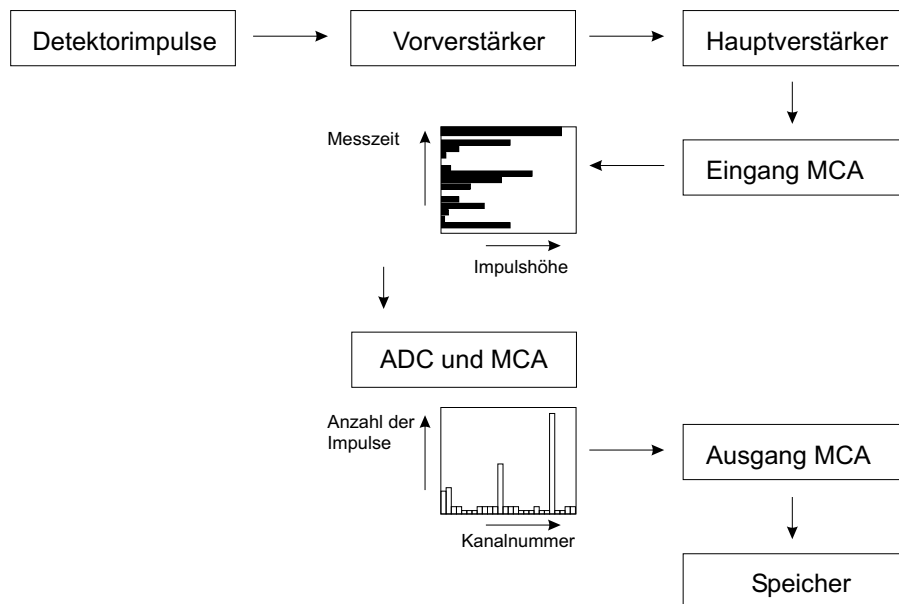 Detektorimpulse
Vorverstärker
Hauptverstärker
Messzeit
Eingang MCA
Impulshöhe
ADC und MCA
Anzahl der
Impulse
Ausgang MCA
Kanalnummer
Speicher